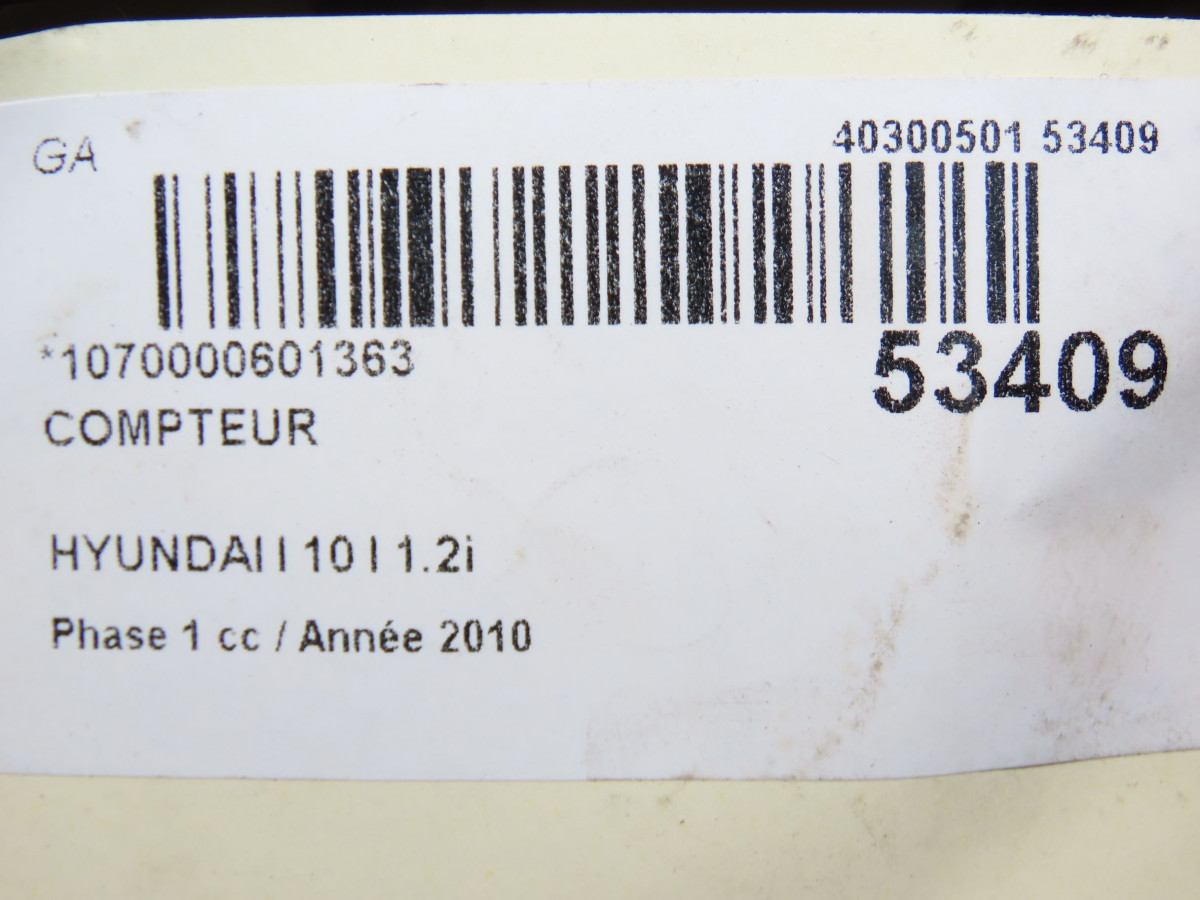 GA
40300501 53409
*1070000601363
53409
COMPTEUR
HYUNDAI I 10 I 1.2i
Phase 1 cc / Année 2010